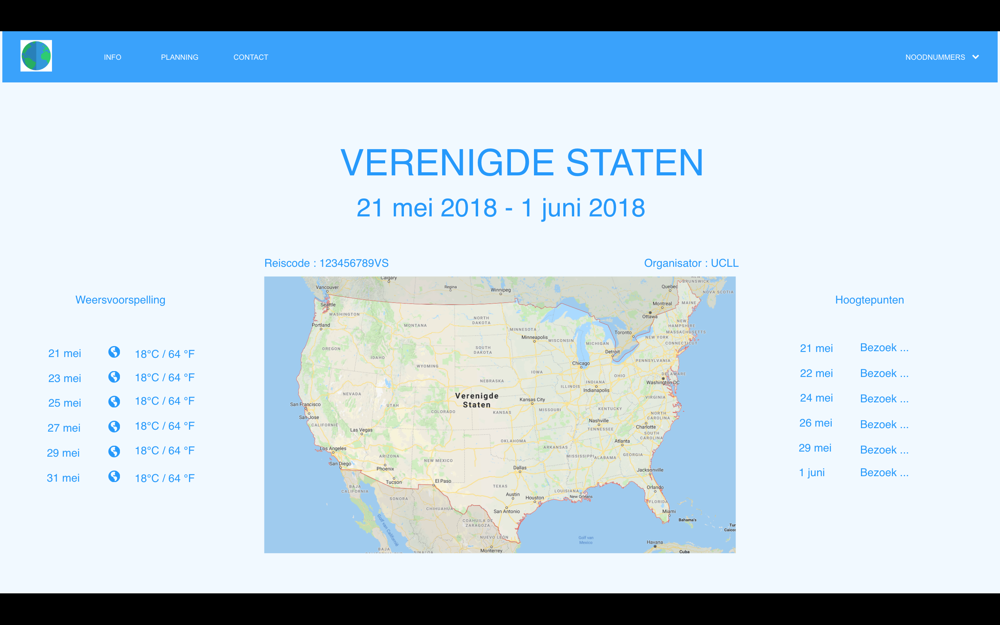 INFO PLANNING CONTACT NOODNUMMERS
VERENIGDE STATEN
21 mei 2018 - 1 juni 2018
Reiscode : 123456789VS Organisator : UCLL
Weersvoorspelling
21 mei 18°C / 64 °F
23 mei 18°C / 64 °F
25 mei 18°C / 64 °F
27 mei 18°C / 64 °F
29 mei 18°C / 64 °F
31 mei 18°C / 64 °F
Calgary
Vancouver
Regina
Winnipeg
Quebec
NEW
BRUNSWICK
NOVA SCOTIA
Seattle
WASHINGTON
Montreal
MAINE
Ottawa
Portland
MONTANA
NORTH
DAKOTA
MINNESOTA
NEW
HAMPSHIRE
Toronto
MASSACHUSETTS
Minneapolis
WISCONSIN
NEW YORK
MICHIGAN
CONNECTICUT
OREGON
SOUTH
DAKOTA
Detroit
IDAHO
WYOMING
Chicago
PENNSYLVANIA
IOWA
OHIO
DELAWARE
NEBRASKA
INDIANA
Washington DC
ILLINOIS
Indianapolis
NEVADA
Verenigde
Staten
Kansas City
VIRGINIA
San Francisco
UTAH
COLORADO
KANSAS
MISSOURI
KENTUCKY
San Jose
NORTH
CAROLINA
CALIFORNIE
Nashville
Charlotte
Las Vegas
TENNESSEE
SOUTH
CAROLINA
OKLAHOMA
Atlanta
Los Angeles
ARKANSAS
ARIZONA
NEW MEXICO
MISSISSIPPI
ALABAMA
GEORGIA
San Diego
Phoenix
Dallas
Jacksonville
Tucson
El Paso
BAJA
CALIFORNIA
TEXAS
LOUISIANA
Orlando
Austin
Houston
New Orleans
SONORA
FLORIDA
CHIHUAHUA
San Antonio
Miami
COAHUILA DE
ZARAGOZA
Bahama's
Golf van Californië
Tur
Caicos
NUEVO LEÓN
Golf van
Mexico
Havana
BAJA
CALIFORNIA SUR
SINALOA
Monterrey
Cuba
Hoogtepunten
21 mei Bezoek ...
22 mei Bezoek ...
24 mei Bezoek ...
26 mei Bezoek ...
29 mei Bezoek ...
1 juni Bezoek ...